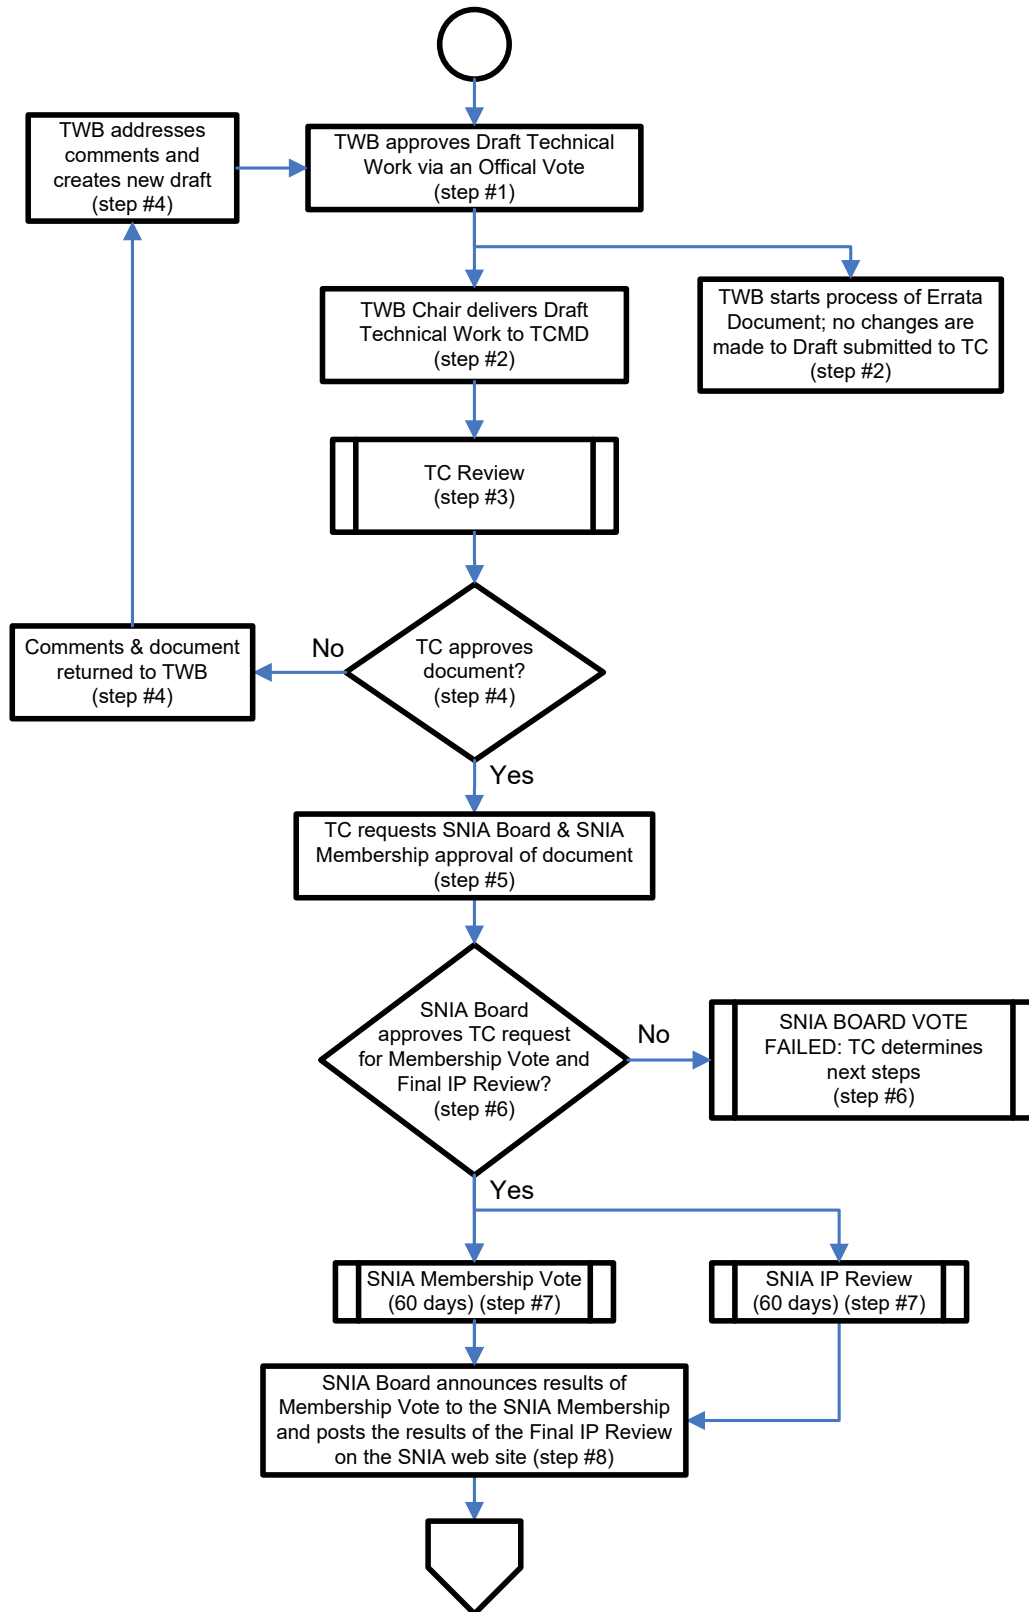 TWB addresses
comments and
creates new draft
(step #4)
TWB approves Draft Technical
Work via an Offical Vote
(step #1)
TWB Chair delivers Draft
Technical Work to TCMD
(step #2)
TWB starts process of Errata
Document; no changes are
made to Draft submitted to TC
(step #2)
TC Review
(step #3)
Comments & document
returned to TWB
(step #4)
No
TC approves
document?
(step #4)
Yes
TC requests SNIA Board & SNIA
Membership approval of document
(step #5)
SNIA Board
approves TC request
for Membership Vote and
Final IP Review?
(step #6)
No
SNIA BOARD VOTE
FAILED: TC determines
next steps
(step #6)
Yes
SNIA Membership Vote
(60 days) (step #7)
SNIA IP Review
(60 days) (step #7)
SNIA Board announces results of
Membership Vote to the SNIA Membership
and posts the results of the Final IP Review
on the SNIA web site (step #8)